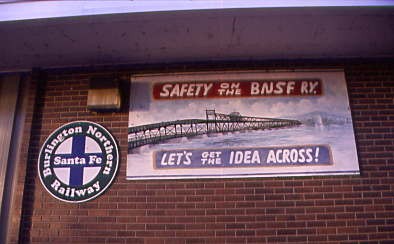 SAFETY ON THE BNSF RY.
LET'S GET THE IDEA ACROSS!
Burlington Northern
Santa Fe
Railway